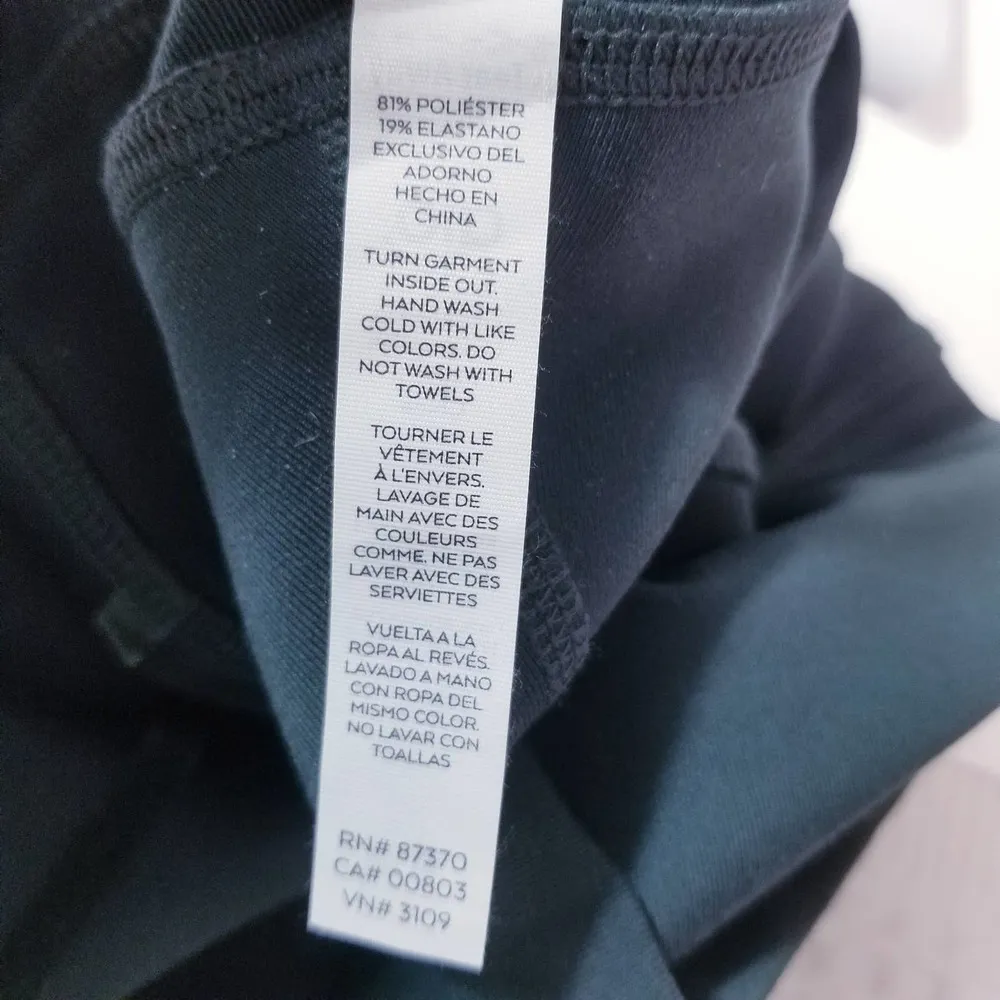 81% POLIÉSTER
19% ELASTANO
EXCLUSIVO DEL
ADORNO
HECHO EN
CHINA
TURN GARMENT
INSIDE OUT.
HAND WASH
COLD WITH LIKE
COLORS. DO
NOT WASH WITH
TOWELS
TOURNER LE
VÊTEMENT
À L'ENVERS.
LAVAGE DE
MAIN AVEC DES
COULEURS
COMME. NE PAS
LAVER AVEC DES
SERVIETTES
VUELTA A LA
ROPA AL REVÉS.
LAVADO A MANO
CON ROPA DEL
MISMO COLOR.
NO LAVAR CON
TOALLAS
RN# 87370
CA# 00803
VN# 3109